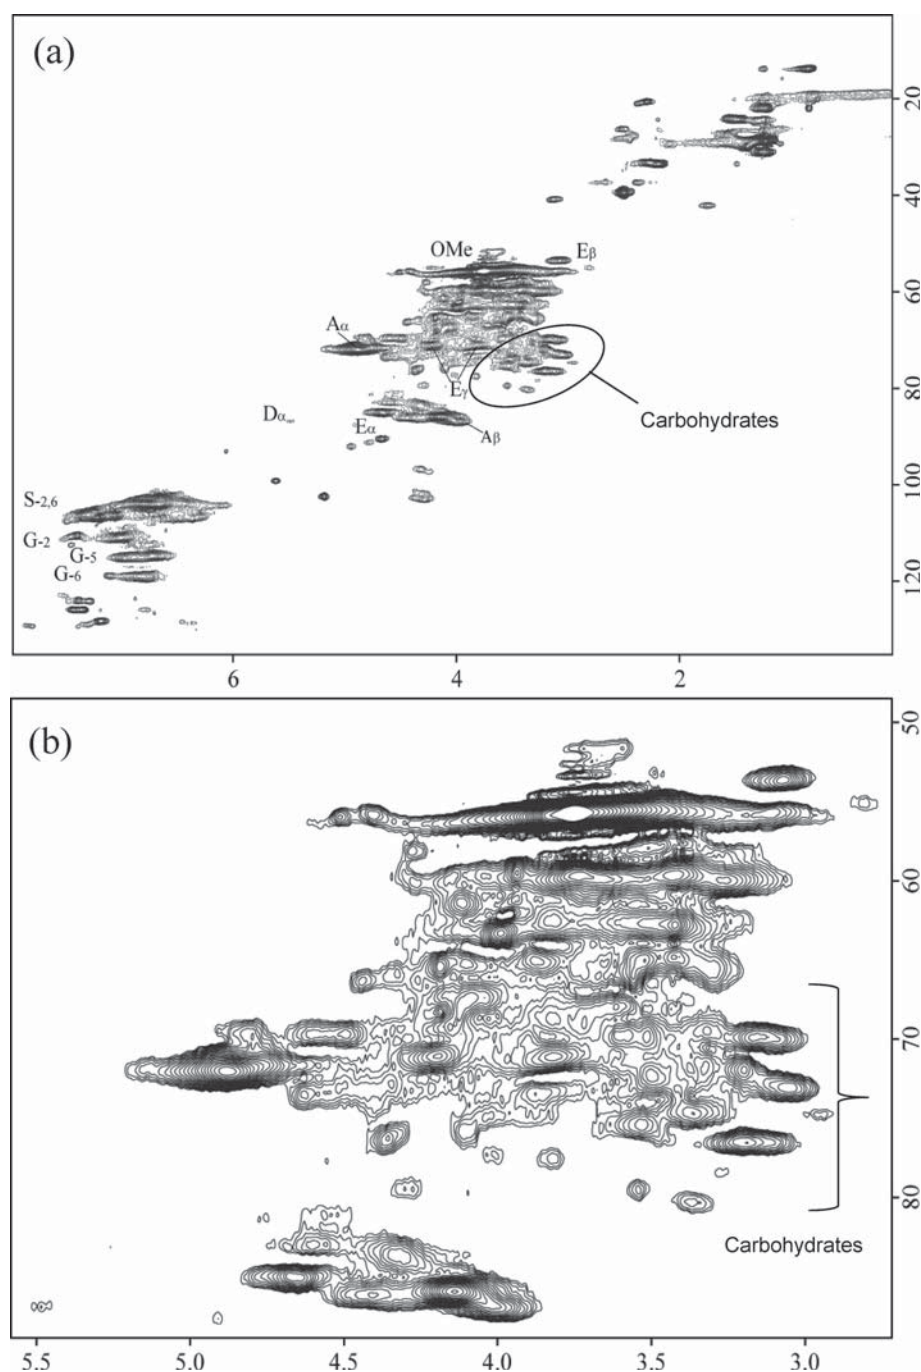 (a)
20
40
OMe
Eβ
60
Aα
Eγ
80
Carbohydrates
Dα
Eα
Aβ
100
S-2,6
G-2
G-5
G-6
120
6
4
2
(b)
50
60
70
80
Carbohydrates
5.5
5.0
4.5
4.0
3.5
3.0